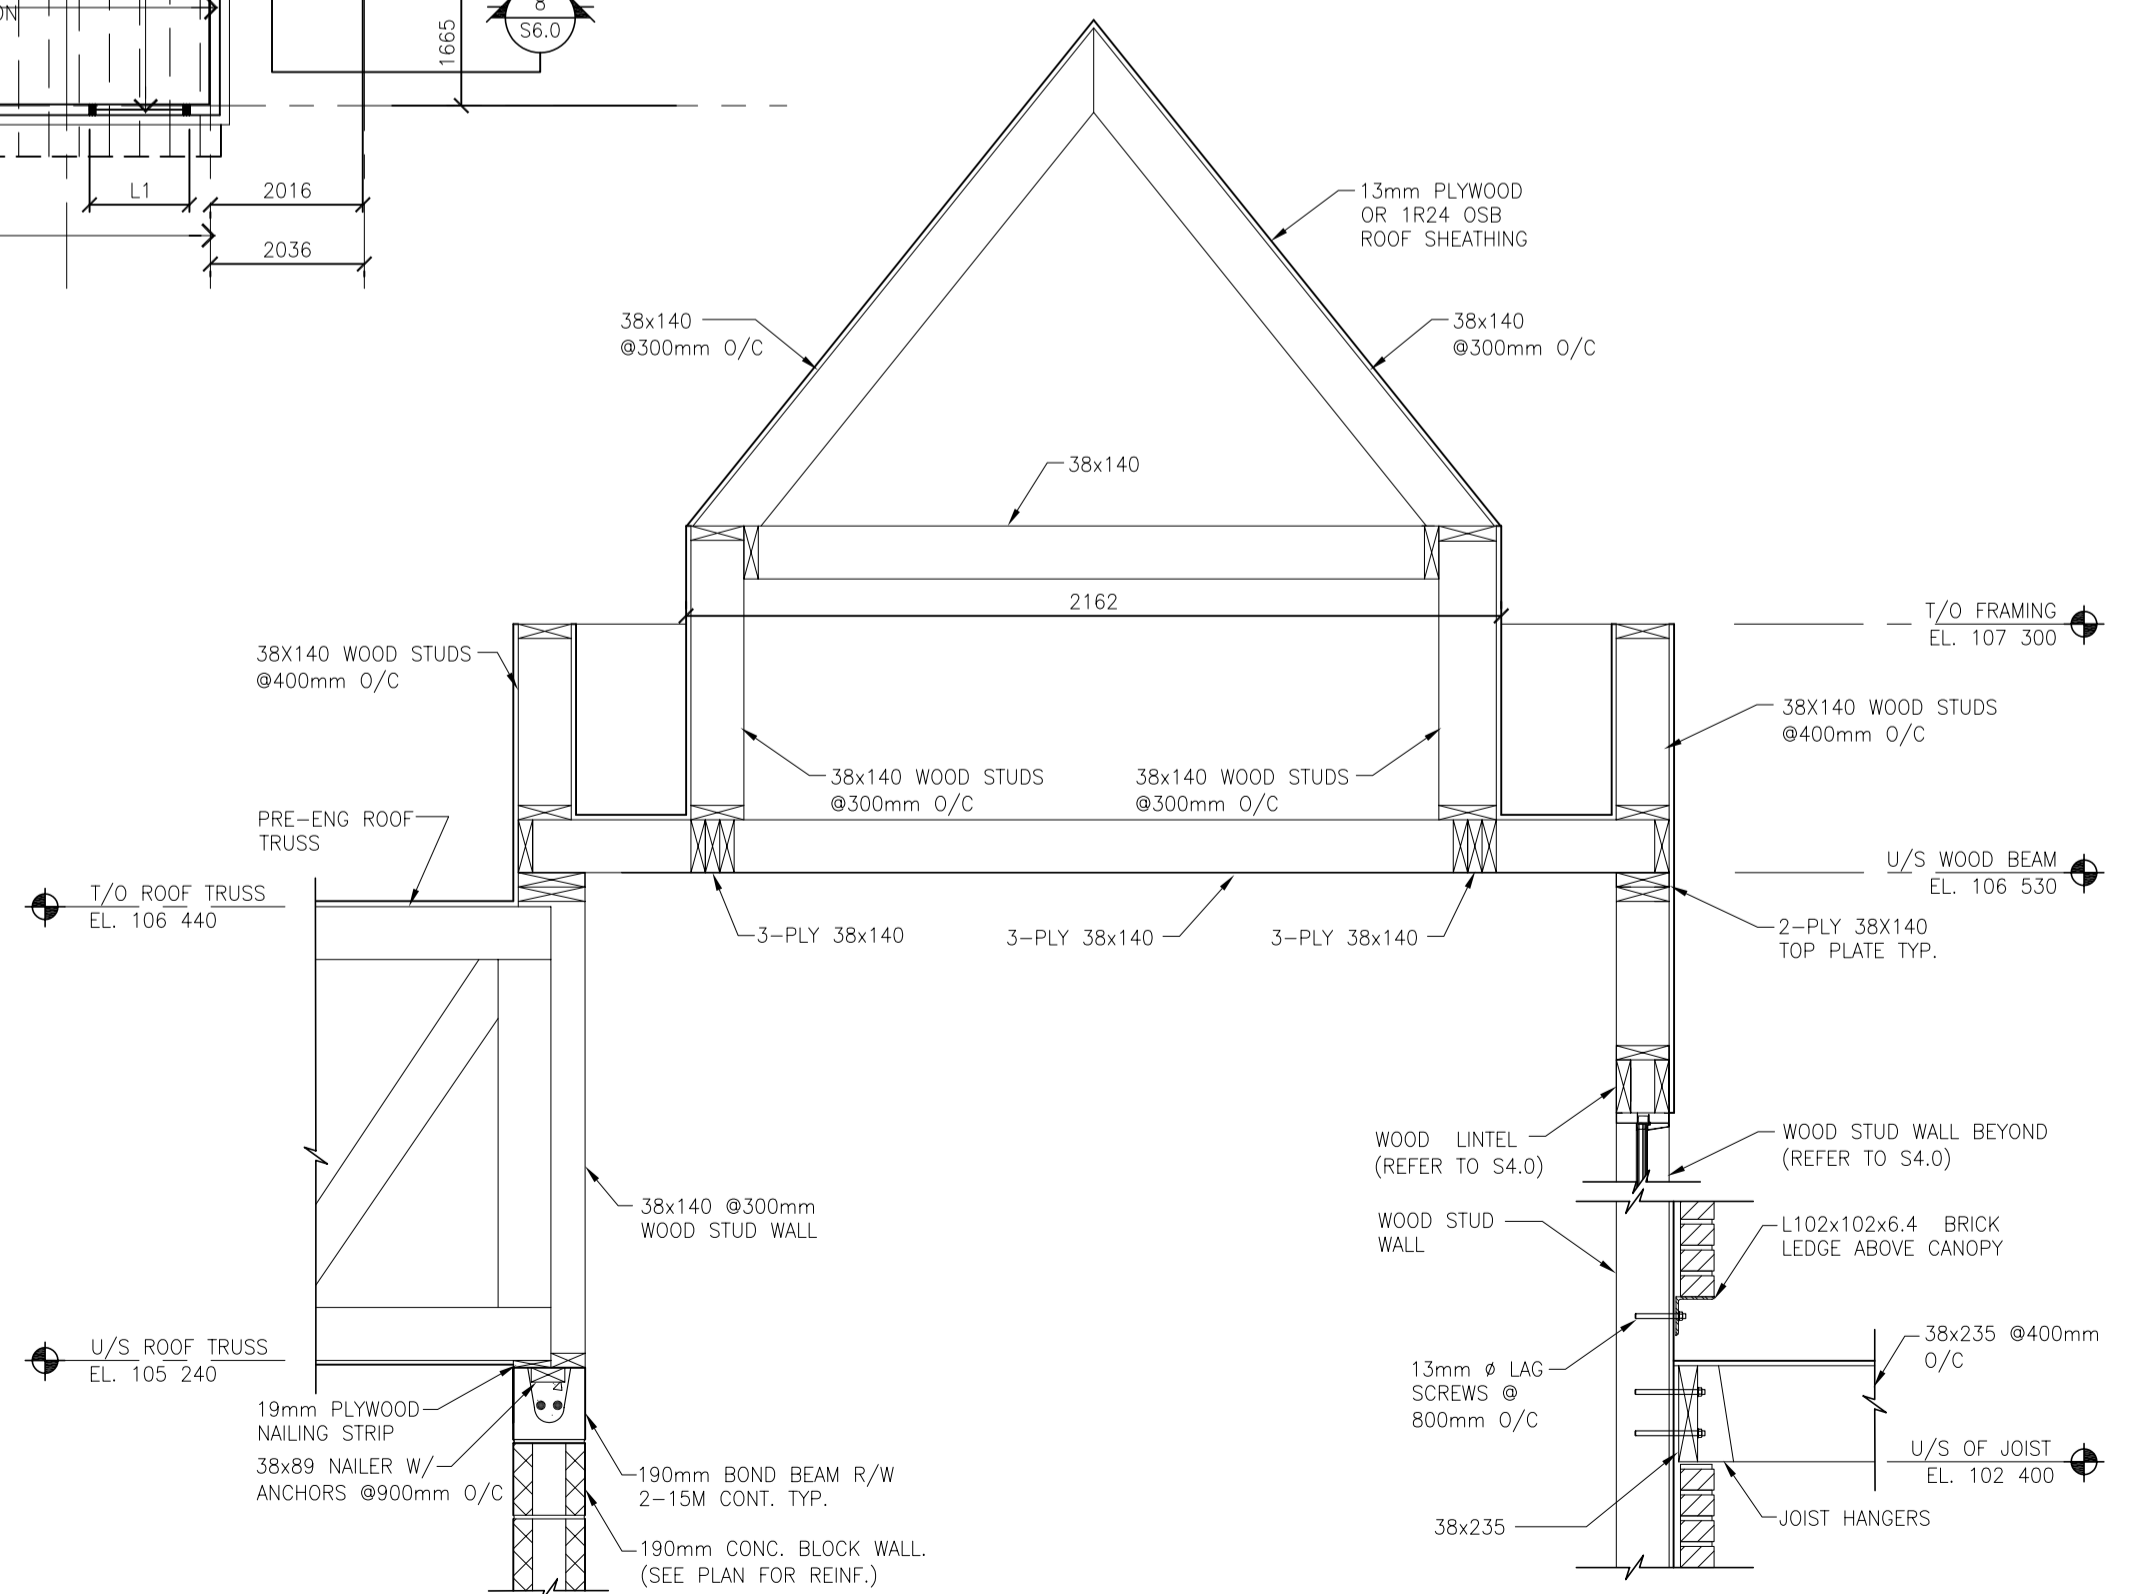 8
S6.0
1665
L1
2016
2036
13mm PLYWOOD
OR 1R24 OSB
ROOF SHEATHING
38x140
@300mm O/C
38x140
@300mm O/C
38x140
2162
T/O FRAMING
EL. 107 300
38X140 WOOD STUDS
@400mm O/C
38X140 WOOD STUDS
@400mm O/C
38x140 WOOD STUDS
@300mm O/C
38x140 WOOD STUDS
@300mm O/C
PRE-ENG ROOF
TRUSS
U/S WOOD BEAM
EL. 106 530
T/O ROOF TRUSS
EL. 106 440
3-PLY 38x140
3-PLY 38x140
3-PLY 38x140
2-PLY 38X140
TOP PLATE TYP.
WOOD LINTEL
(REFER TO S4.0)
WOOD STUD WALL BEYOND
(REFER TO S4.0)
38x140 @300mm
WOOD STUD WALL
WOOD STUD
WALL
L102x102x6.4 BRICK
LEDGE ABOVE CANOPY
U/S ROOF TRUSS
EL. 105 240
38x235 @400mm
O/C
13mm ø LAG
SCREWS @
800mm O/C
19mm PLYWOOD
NAILING STRIP
38x89 NAILER W/
ANCHORS @900mm O/C
190mm BOND BEAM R/W
2-15M CONT. TYP.
U/S OF JOIST
EL. 102 400
38x235
JOIST HANGERS
190mm CONC. BLOCK WALL.
(SEE PLAN FOR REINF.)